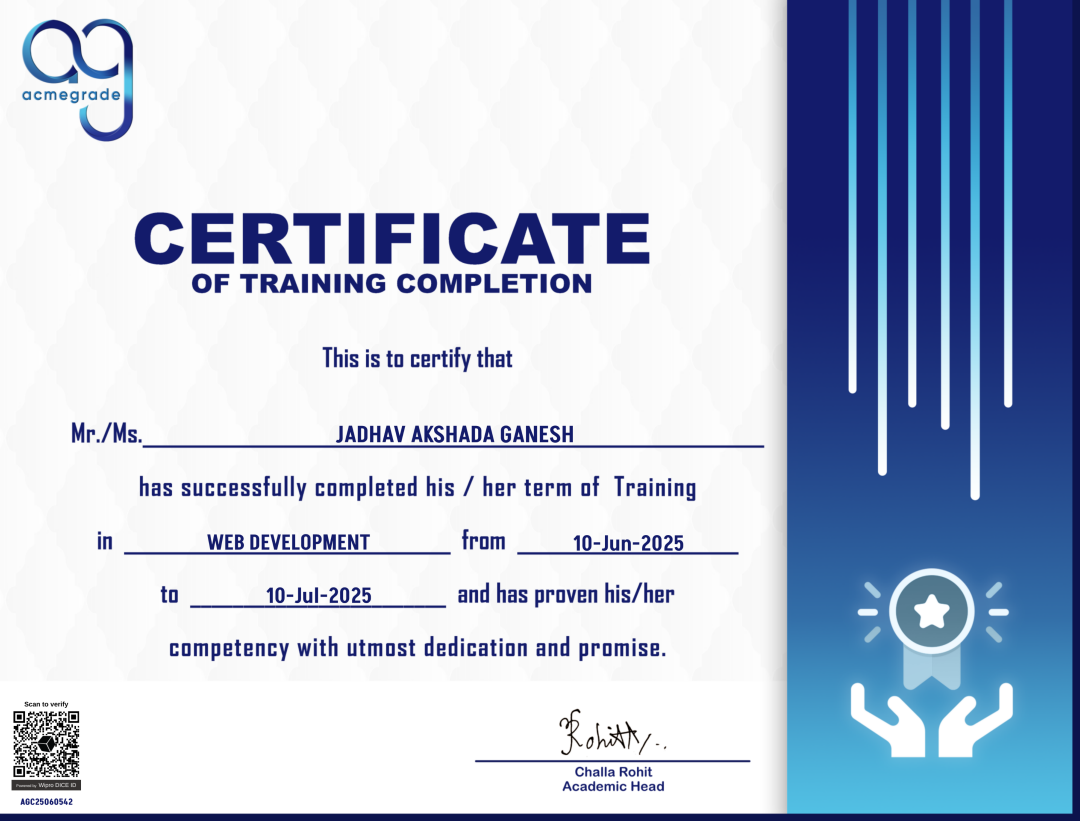 acmegrade
CERTIFICATE
OF TRAINING COMPLETION
This is to certify that
Mr./Ms. JADHAV AKSHADA GANESH
has successfully completed his / her term of Training
in WEB DEVELOPMENT from 10-Jun-2025
to 10-Jul-2025 and has proven his/her
competency with utmost dedication and promise.
Scan to verify
Powered by Wipro DICE ID
AGC25060542
Rohit
Challa Rohit
Academic Head